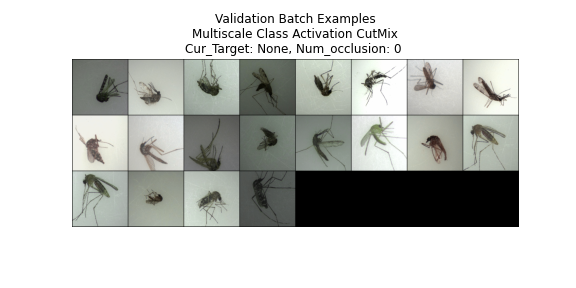 Validation Batch Examples
Multiscale Class Activation CutMix
Cur_Target: None, Num_occlusion: 0